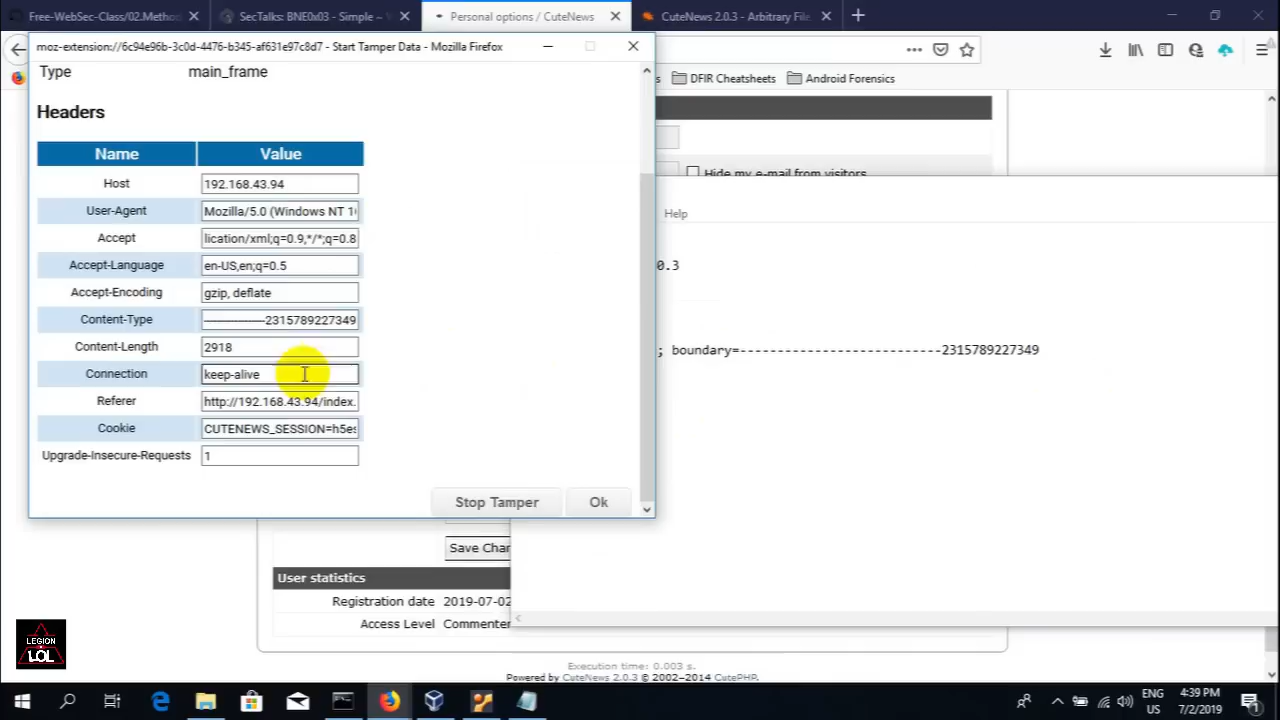 Free-WebSec-Class/02.Method
SecTalks: BNE0x03 - Simple ~
Personal options / CuteNews
CuteNews 2.0.3 - Arbitrary File
moz-extension://6c94e96b-3c0d-4476-b345-af631e97c8d7 - Start Tamper Data - Mozilla Firefox
DFIR Cheatsheets
Android Forensics
Type main_frame
Headers
Name Value
Host 192.168.43.94
User-Agent Mozilla/5.0 (Windows NT 1
Accept lication/xml;q=0.9,*/*;q=0.8
Accept-Language en-US,en;q=0.5
Accept-Encoding gzip, deflate
Content-Type ---------------2315789227349
Content-Length 2918
Connection keep-alive
Referer http://192.168.43.94/index.
Cookie CUTENEWS_SESSION=h5es
Upgrade-Insecure-Requests 1
Stop Tamper Ok
Hide my e-mail from visitors
Help
0.3
; boundary=---------------------------2315789227349
Save Chan
User statistics
Registration date 2019-07-02
Access Level Commenter
Execution time: 0.003 s.
Powered by CuteNews 2.0.3 © 2002–2014 CutePHP.
LEGION
LOL
ENG
US
4:39 PM
7/2/2019
1